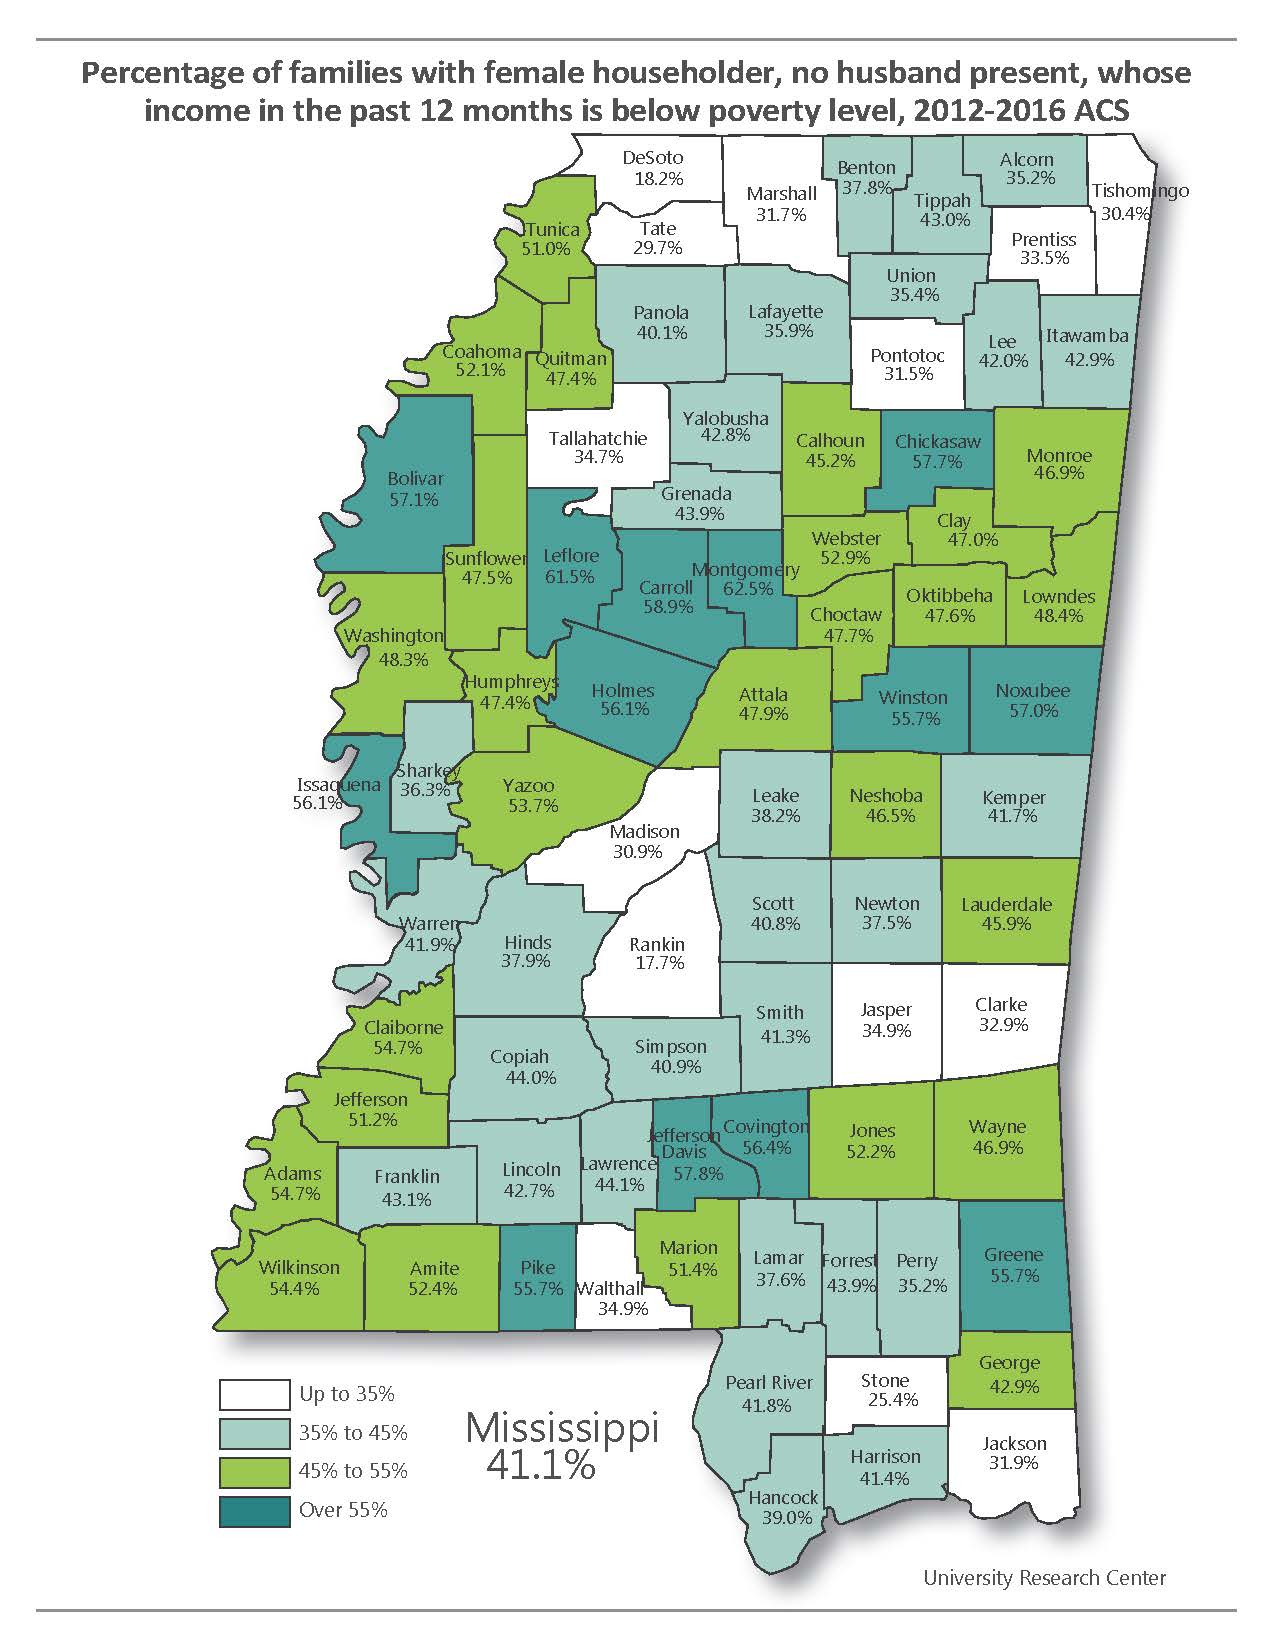 Percentage of families with female householder, no husband present, whose
income in the past 12 months is below poverty level, 2012-2016 ACS
DeSoto
18.2%
Marshall
31.7%
Benton
37.8%
Tippah
43.0%
Alcorn
35.2%
Tishomingo
30.4%
Tunica
51.0%
Tate
29.7%
Prentiss
33.5%
Union
35.4%
Panola
40.1%
Lafayette
35.9%
Coahoma
52.1%
Quitman
47.4%
Pontotoc
31.5%
Lee
42.0%
Itawamba
42.9%
Tallahatchie
34.7%
Yalobusha
42.8%
Calhoun
45.2%
Chickasaw
57.7%
Monroe
46.9%
Bolivar
57.1%
Grenada
43.9%
Clay
47.0%
Sunflower
47.5%
Leflore
61.5%
Carroll
58.9%
Montgomery
62.5%
Webster
52.9%
Choctaw
47.7%
Oktibbeha
47.6%
Lowndes
48.4%
Washington
48.3%
Humphreys
47.4%
Holmes
56.1%
Attala
47.9%
Winston
55.7%
Noxubee
57.0%
Issaquena
56.1%
Sharkey
36.3%
Yazoo
53.7%
Madison
30.9%
Leake
38.2%
Neshoba
46.5%
Kemper
41.7%
Warren
41.9%
Hinds
37.9%
Rankin
17.7%
Scott
40.8%
Newton
37.5%
Lauderdale
45.9%
Claiborne
54.7%
Copiah
44.0%
Simpson
40.9%
Smith
41.3%
Jasper
34.9%
Clarke
32.9%
Jefferson
51.2%
Adams
54.7%
Franklin
43.1%
Lincoln
42.7%
Lawrence
44.1%
Jefferson
Davis
57.8%
Covington
56.4%
Jones
52.2%
Wayne
46.9%
Wilkinson
54.4%
Amite
52.4%
Pike
55.7%
Walthall
34.9%
Marion
51.4%
Lamar
37.6%
Forrest
43.9%
Perry
35.2%
Greene
55.7%
Pearl River
41.8%
Stone
25.4%
George
42.9%
Hancock
39.0%
Harrison
41.4%
Jackson
31.9%
Up to 35%
35% to 45%
45% to 55%
Over 55%
Mississippi
41.1%
University Research Center